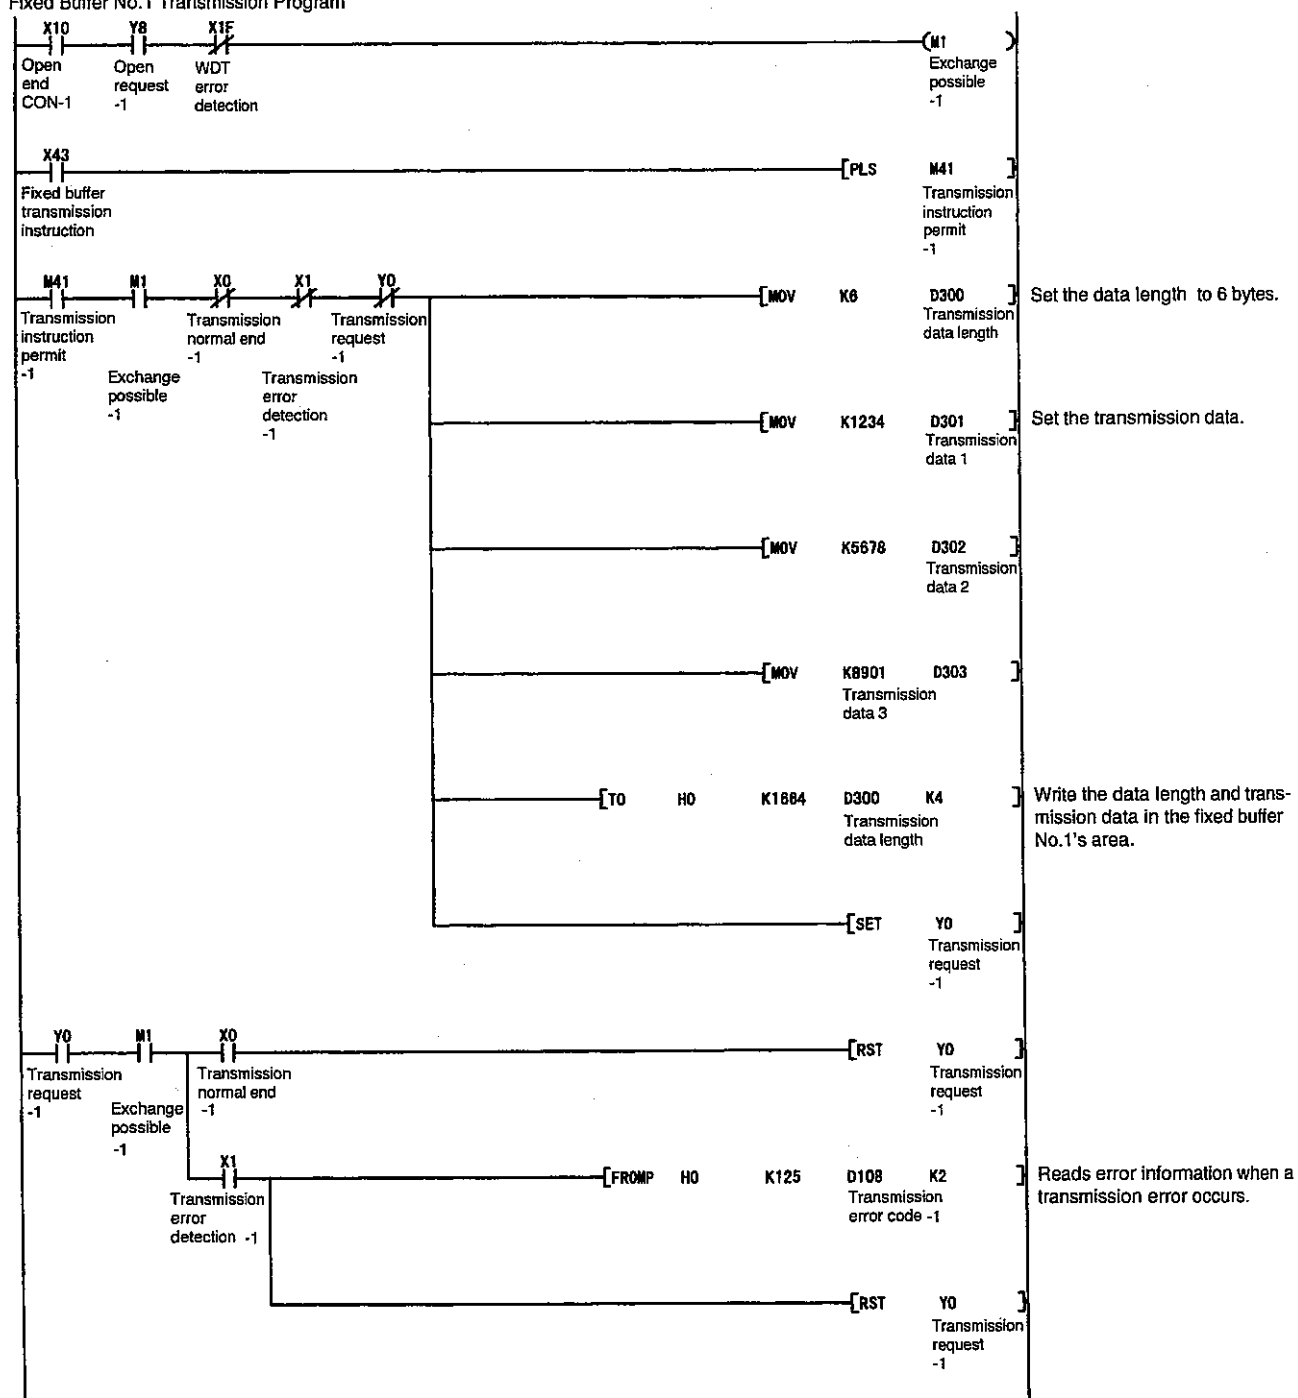 Fixed Buffer No.1 Transmission Program
X10 Y8 X1F (M1 )
Open end CON-1
Open request -1
WDT error detection
Exchange possible -1
X43 [PLS M41 ]
Fixed buffer transmission instruction
Transmission instruction permit -1
M41 M1 X0 X1 Y0 [MOV K6 D300 ] Set the data length to 6 bytes.
Transmission instruction permit -1
Exchange possible -1
Transmission normal end -1
Transmission error detection -1
Transmission request -1
Transmission data length
[MOV K1234 D301 ] Set the transmission data.
Transmission data 1
[MOV K5678 D302 ]
Transmission data 2
[MOV K8901 D303 ]
Transmission data 3
[TO H0 K1664 D300 K4 ] Write the data length and trans-
mission data in the fixed buffer
No.1's area.
Transmission data length
[SET Y0 ]
Transmission request -1
Y0 M1 X0 [RST Y0 ]
Transmission request -1
Exchange possible -1
Transmission normal end -1
Transmission request -1
X1 [FROMP H0 K125 D108 K2 ] Reads error information when a
transmission error occurs.
Transmission error detection -1
Transmission error code -1
[RST Y0 ]
Transmission request -1